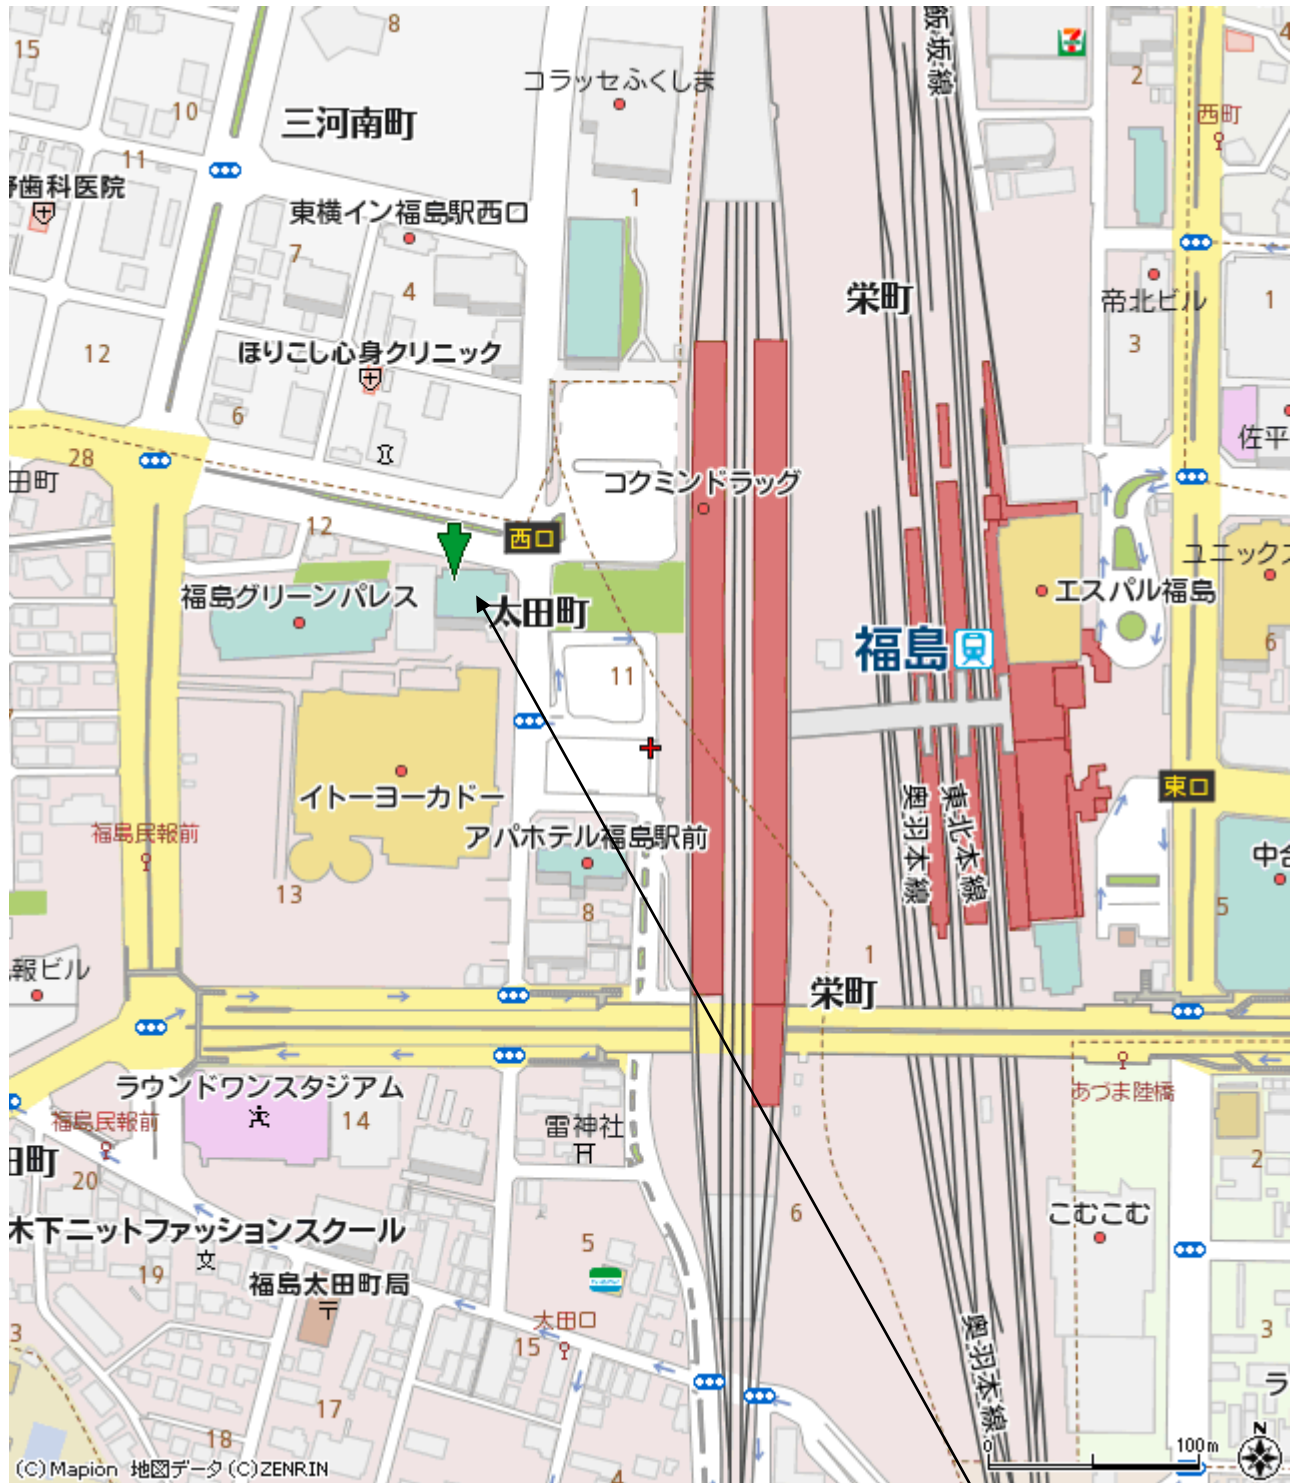 8
飯坂線
15
コラッセふくしま
2
4
10
三河南町
西町
11
歯科医院
1
東横イン福島駅西口
7
4
栄町
帝北ビル
1
3
12
ほりこし心身クリニック
6
佐平
28
田町
コクミンドラッグ
12
西口
ユニックス
福島グリーンパレス
太田町
エスパル福島
福島
6
11
イトーヨーカドー
東口
福島民報前
アパホテル福島駅前
奥羽本線
東北本線
中合
13
8
5
1
報ビル
栄町
ラウンドワンスタジアム
あづま陸橋
福島民報前
14
雷神社
田町
20
2
6
木下ニットファッションスクール
こむこむ
5
19
福島太田町局
〒
太田口
3
15
3
奥羽本線
ラ
17
18
0
100m
N
(C)Mapion 地図データ(C)ZENRIN
4